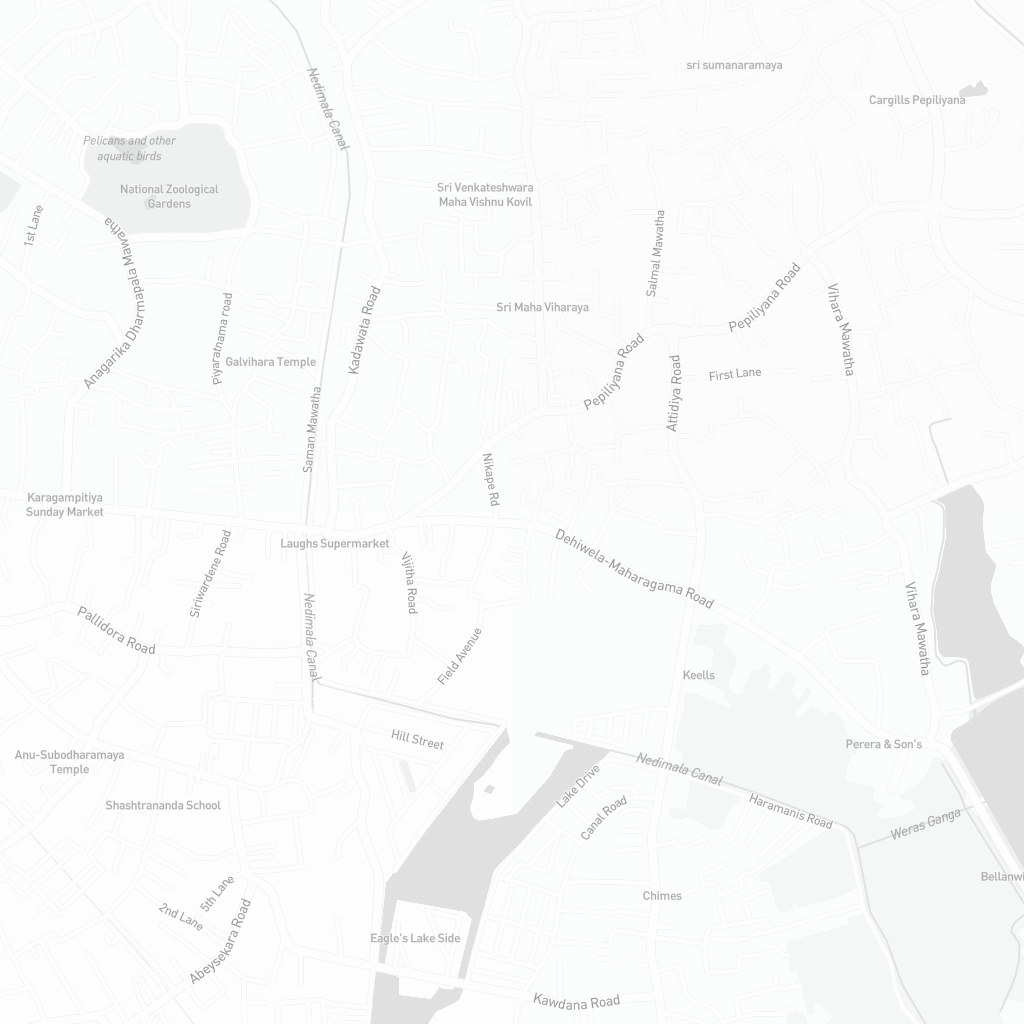 sri sumanaramaya
Cargills Pepiliyana
Nedimala Canal
Pelicans and other
aquatic birds
National Zoological
Gardens
Sri Venkateshwara
Maha Vishnu Kovil
1st Lane
Anagarika Dharmapala Mawatha
Salmal Mawatha
Pepiliyana Road
Vihara Mawatha
Kadawata Road
Sri Maha Viharaya
Piyaratnama road
Galvihara Temple
Pepiliyana Road
First Lane
Attidiya Road
Saman Mawatha
Nikape Rd
Karagampitiya
Sunday Market
Laughs Supermarket
Siriwardene Road
Vijitha Road
Dehiwela-Maharagama Road
Vihara Mawatha
Pallidora Road
Nedimala Canal
Field Avenue
Keells
Hill Street
Perera & Son's
Anu-Subodharamaya
Temple
Nedimala Canal
Lake Drive
Canal Road
Haramanis Road
Weras Ganga
Shashtrananda School
Bellanwi
5th Lane
2nd Lane
Chimes
Abeysekara Road
Eagle's Lake Side
Kawdana Road